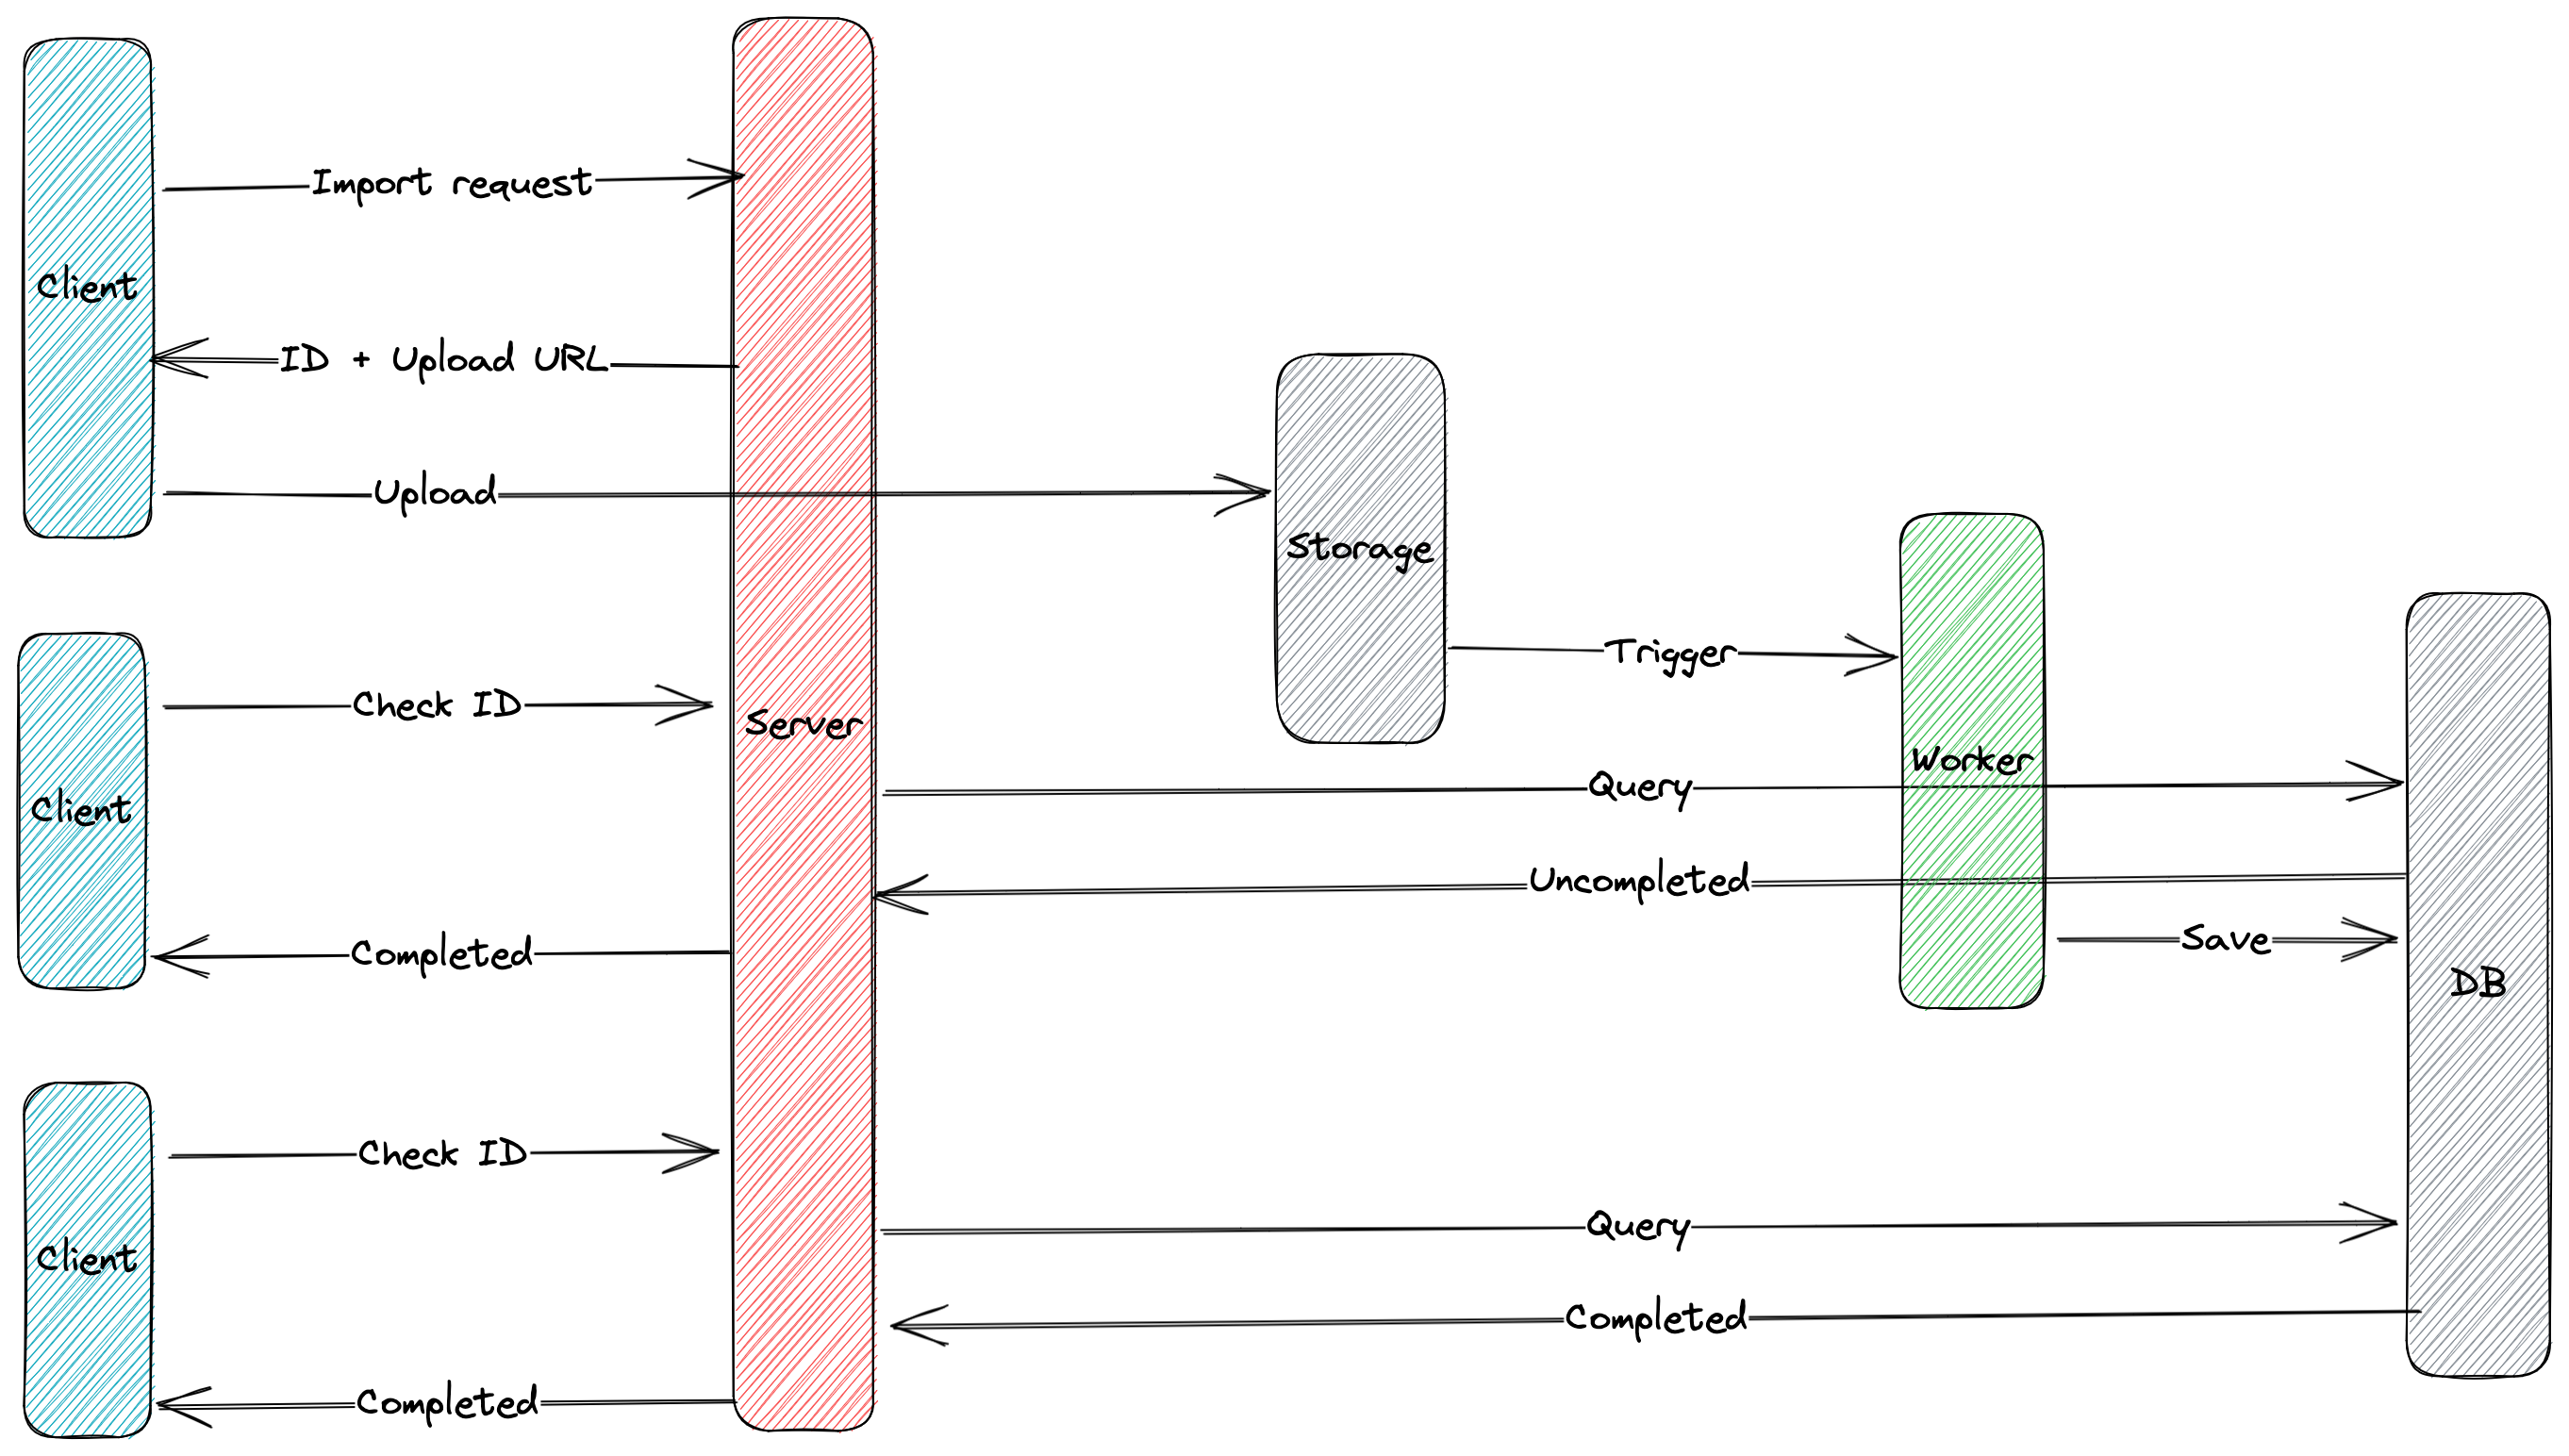 Import request
Client
ID + Upload URL
Upload
Storage
Trigger
Check ID
Server
Worker
Query
Client
Uncompleted
Save
Completed
DB
Check ID
Query
Client
Completed
Completed